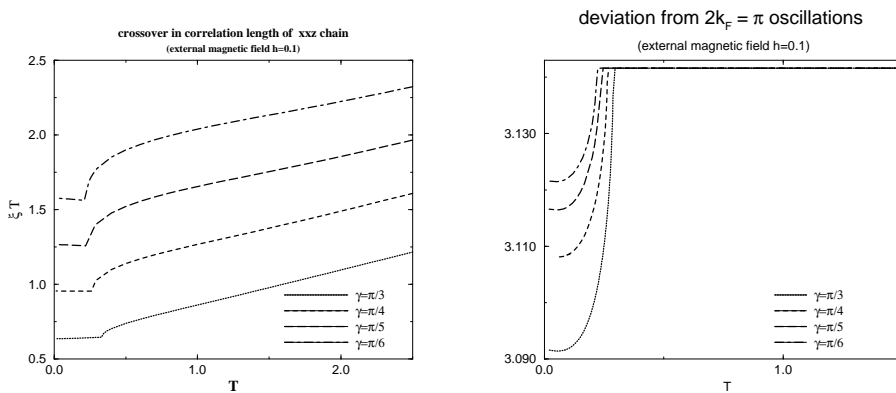 crossover in correlation length of xxz chain
(external magnetic field h=0.1)
2.5
2.0
1.5
1.0
0.5
ξ T
0.0
1.0
2.0
T
γ=π/3
γ=π/4
γ=π/5
γ=π/6
deviation from 2k_F = π oscillations
(external magnetic field h=0.1)
3.130
3.110
3.090
0.0
1.0
T
γ=π/3
γ=π/4
γ=π/5
γ=π/6